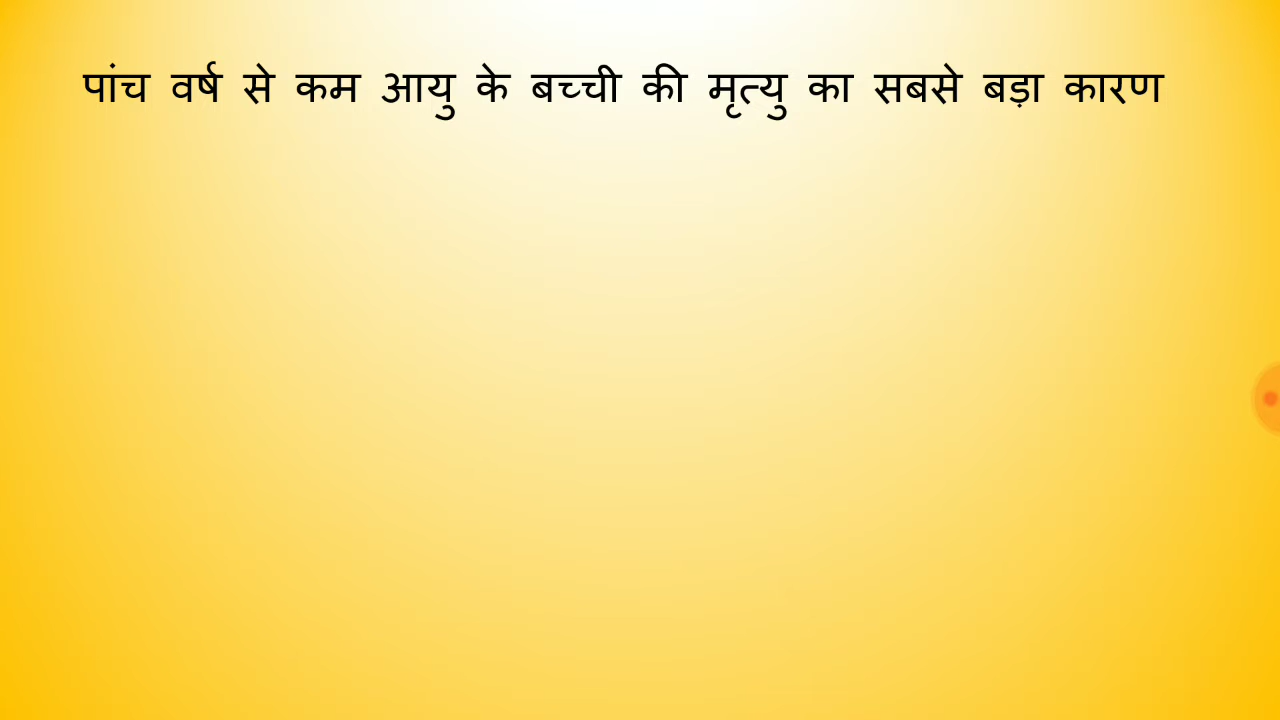 पांच वर्ष से कम आयु के बच्ची की मृत्यु का सबसे बड़ा कारण